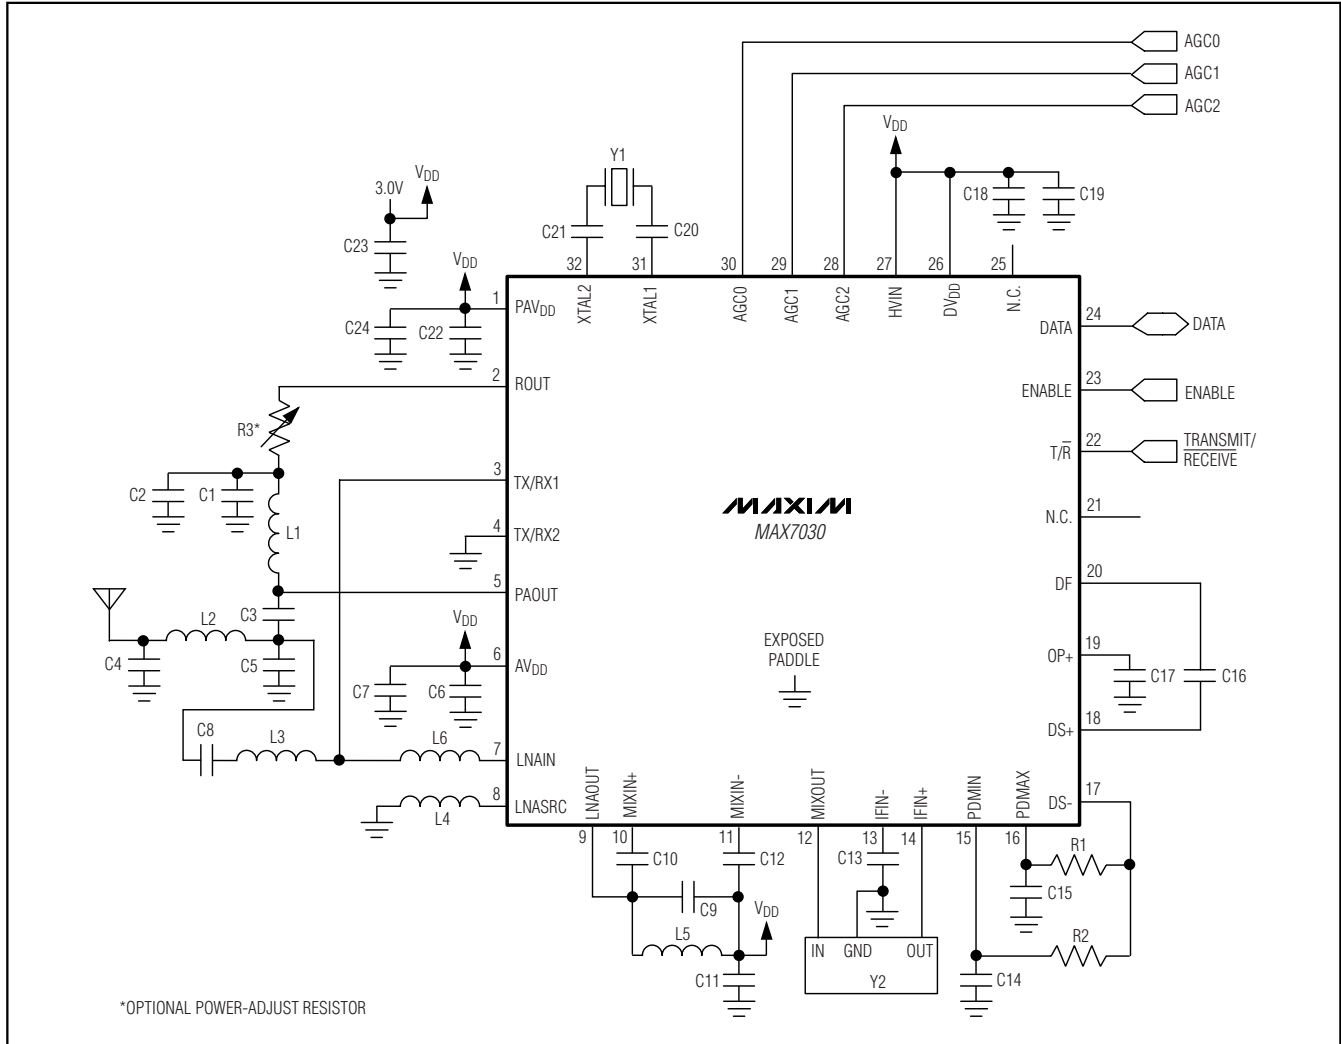 AGC0
AGC1
AGC2
VDD
Y1
C18
C19
VDD
3.0V
C21
C20
C23
32
31
30
29
28
27
26
25
VDD
XTAL2
XTAL1
AGC0
AGC1
AGC2
HVIN
DVDD
N.C.
1
PAVDD
C24
C22
24
DATA
DATA
2
ROUT
23
ENABLE
ENABLE
R3*
22
T/R̅
TRANSMIT/
RECEIVE
3
TX/RX1
C2
C1
MAXIM
MAX7030
21
N.C.
L1
4
TX/RX2
5
PAOUT
20
DF
C3
L2
VDD
EXPOSED
PADDLE
19
OP+
C4
C5
6
AVDD
C7
C6
C17
C16
18
DS+
C8
L3
L6
7
LNAIN
8
LNASRC
L4
LNAOUT
MIXIN+
MIXIN-
MIXOUT
IFIN-
IFIN+
PDMIN
PDMAX
17
DS-
9
10
11
12
13
14
15
16
C10
C12
C13
R1
C15
C9
VDD
L5
R2
IN
GND
OUT
Y2
C11
C14
*OPTIONAL POWER-ADJUST RESISTOR